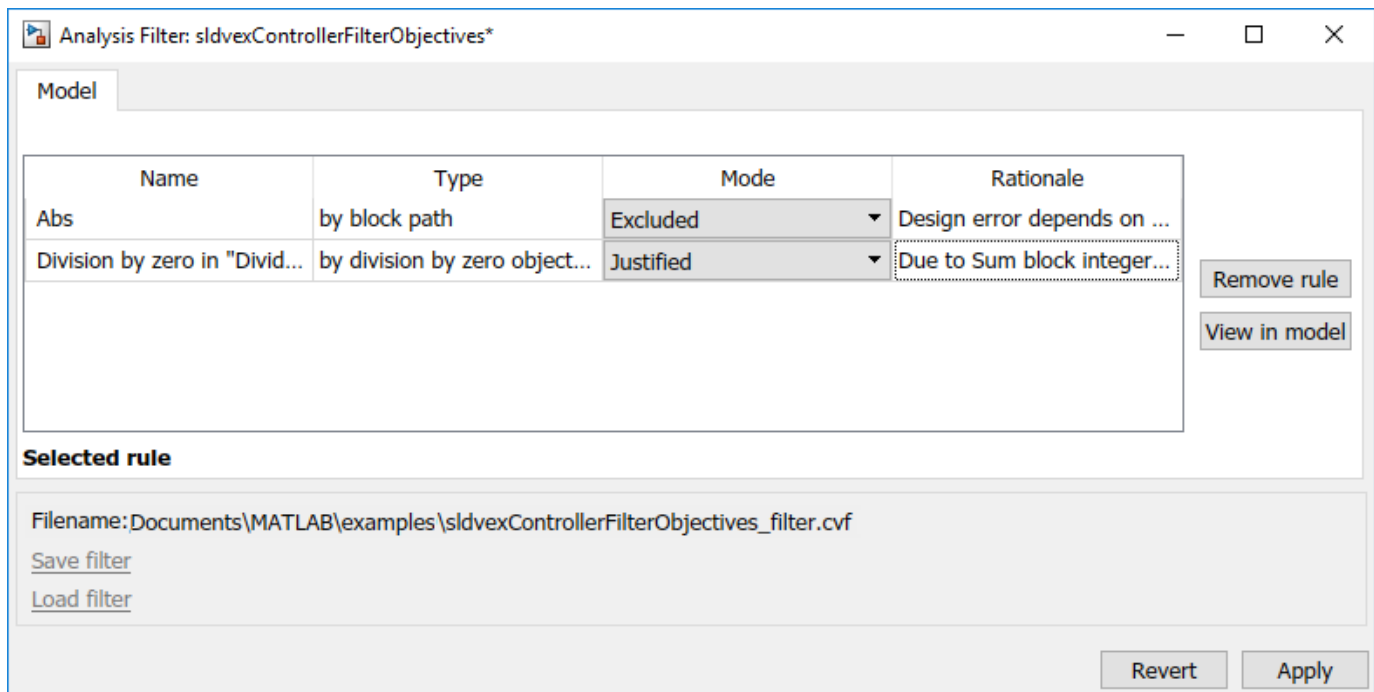 Analysis Filter: sldvexControllerFilterObjectives*
Model
Name Type Mode Rationale
Abs by block path Excluded Design error depends on ...
Division by zero in "Divid... by division by zero object... Justified Due to Sum block integer...
Remove rule
View in model
Selected rule
Filename: Documents\MATLAB\examples\sldvexControllerFilterObjectives_filter.cvf
Save filter
Load filter
Revert Apply